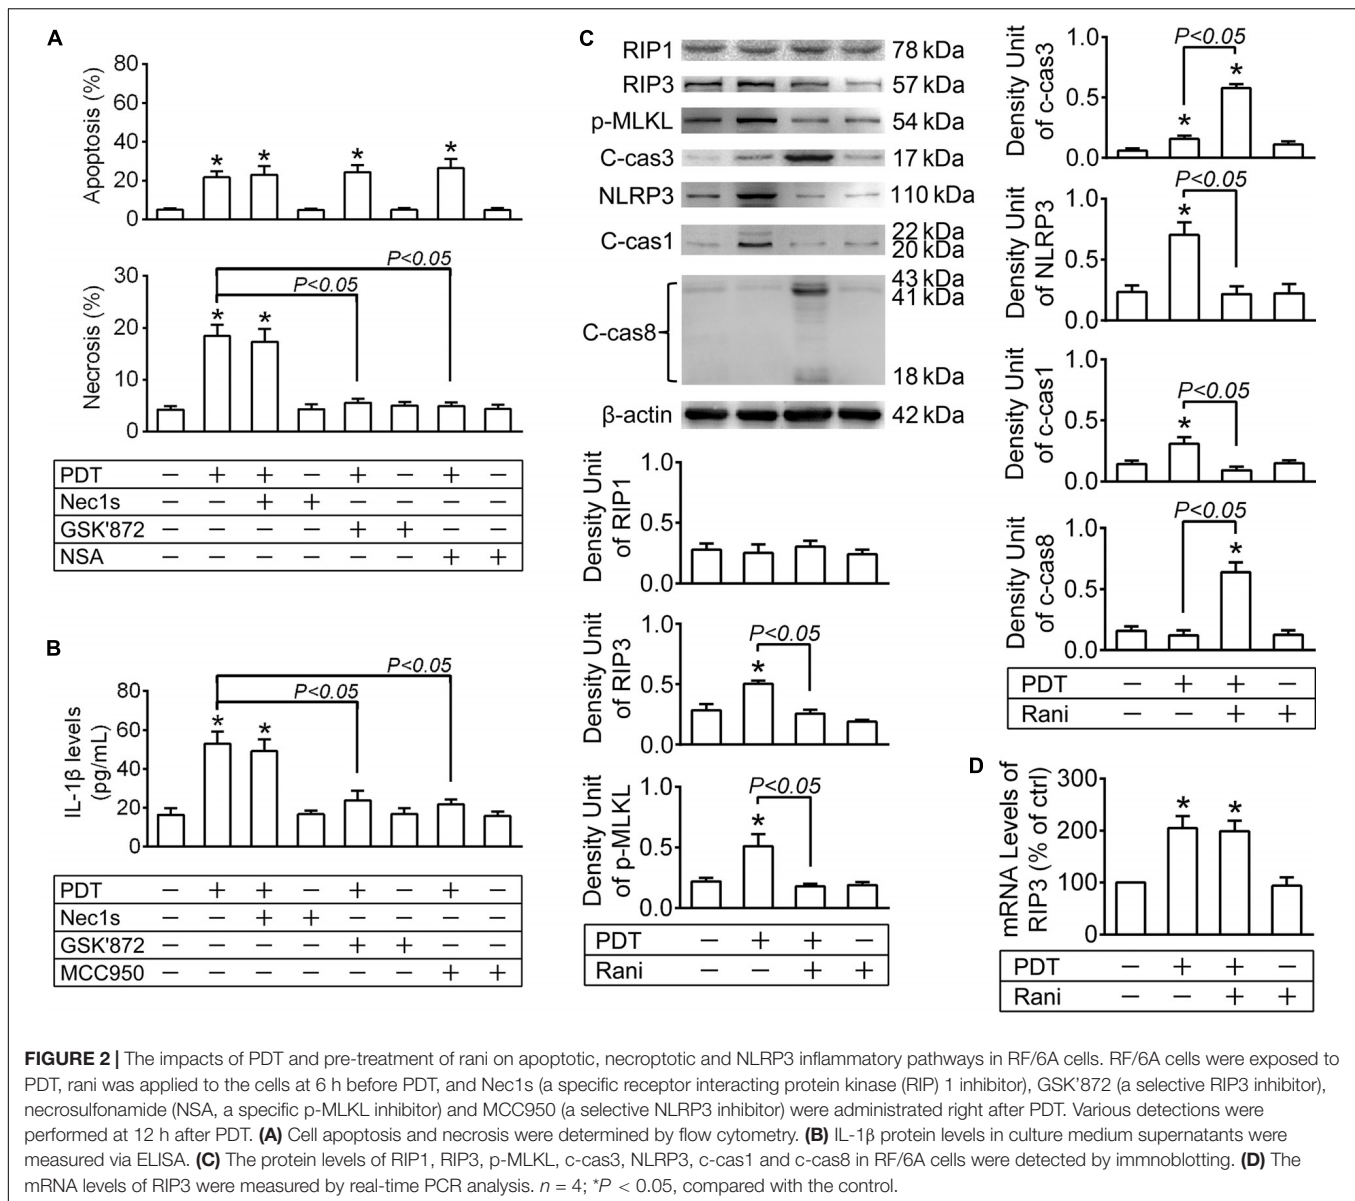 A
Apoptosis (%)
80
60
40
20
0
* * * *
Necrosis (%)
30
20
10
0
P<0.05
P<0.05
* *
PDT − + + − + − + −
Nec1s − − + + − − − −
GSK'872 − − − − + + − −
NSA − − − − − − + +
B
IL-1β levels
(pg/mL)
80
60
40
20
0
P<0.05
P<0.05
* *
PDT − + + − + − + −
Nec1s − − + + − − − −
GSK'872 − − − − + + − −
MCC950 − − − − − − + +
C
RIP1 78 kDa
RIP3 57 kDa
p-MLKL 54 kDa
C-cas3 17 kDa
NLRP3 110 kDa
C-cas1 22 kDa
20 kDa
C-cas8 43 kDa
41 kDa
18 kDa
β-actin 42 kDa
Density Unit
of RIP1
1.0
0.5
0.0
Density Unit
of RIP3
1.0
0.5
0.0
P<0.05
*
Density Unit
of p-MLKL
1.0
0.5
0.0
P<0.05
*
PDT − + + −
Rani − − + +
Density Unit
of c-cas3
1.0
0.5
0.0
P<0.05
* *
Density Unit
of NLRP3
1.0
0.5
0.0
P<0.05
*
Density Unit
of c-cas1
1.0
0.5
0.0
P<0.05
*
Density Unit
of c-cas8
1.0
0.5
0.0
P<0.05
*
PDT − + + −
Rani − − + +
D
mRNA Levels of
RIP3 (% of ctrl)
300
200
100
0
* *
PDT − + + −
Rani − − + +
FIGURE 2 | The impacts of PDT and pre-treatment of rani on apoptotic, necroptotic and NLRP3 inflammatory pathways in RF/6A cells. RF/6A cells were exposed to
PDT, rani was applied to the cells at 6 h before PDT, and Nec1s (a specific receptor interacting protein kinase (RIP) 1 inhibitor), GSK'872 (a selective RIP3 inhibitor),
necrosulfonamide (NSA, a specific p-MLKL inhibitor) and MCC950 (a selective NLRP3 inhibitor) were administrated right after PDT. Various detections were
performed at 12 h after PDT. (A) Cell apoptosis and necrosis were determined by flow cytometry. (B) IL-1β protein levels in culture medium supernatants were
measured via ELISA. (C) The protein levels of RIP1, RIP3, p-MLKL, c-cas3, NLRP3, c-cas1 and c-cas8 in RF/6A cells were detected by immnoblotting. (D) The
mRNA levels of RIP3 were measured by real-time PCR analysis. n = 4; *P < 0.05, compared with the control.